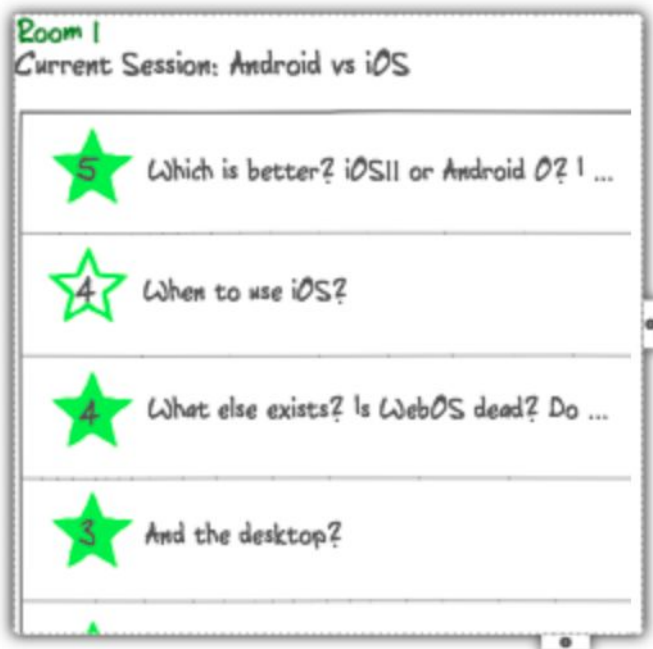 Room 1
Current Session: Android vs iOS
5 Which is better? iOS11 or Android O? I ...
4 When to use iOS?
4 What else exists? Is WebOS dead? Do ...
3 And the desktop?